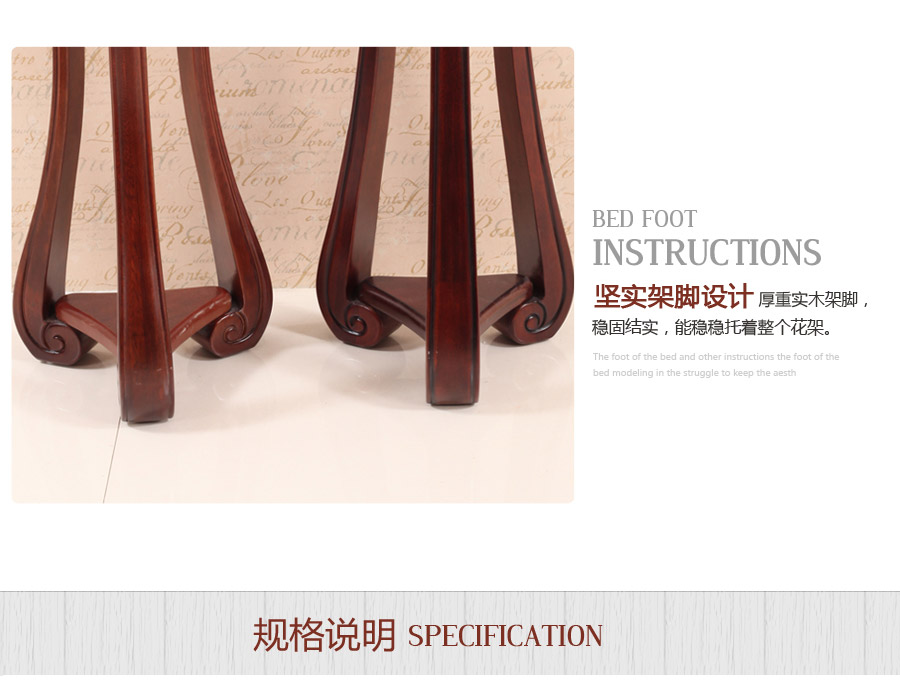 BED FOOT
INSTRUCTIONS
坚实架脚设计 厚重实木架脚，
稳固结实，能稳稳托着整个花架。
The foot of the bed and other instructions the foot of the
bed modeling in the struggle to keep the aesth
规格说明 SPECIFICATION